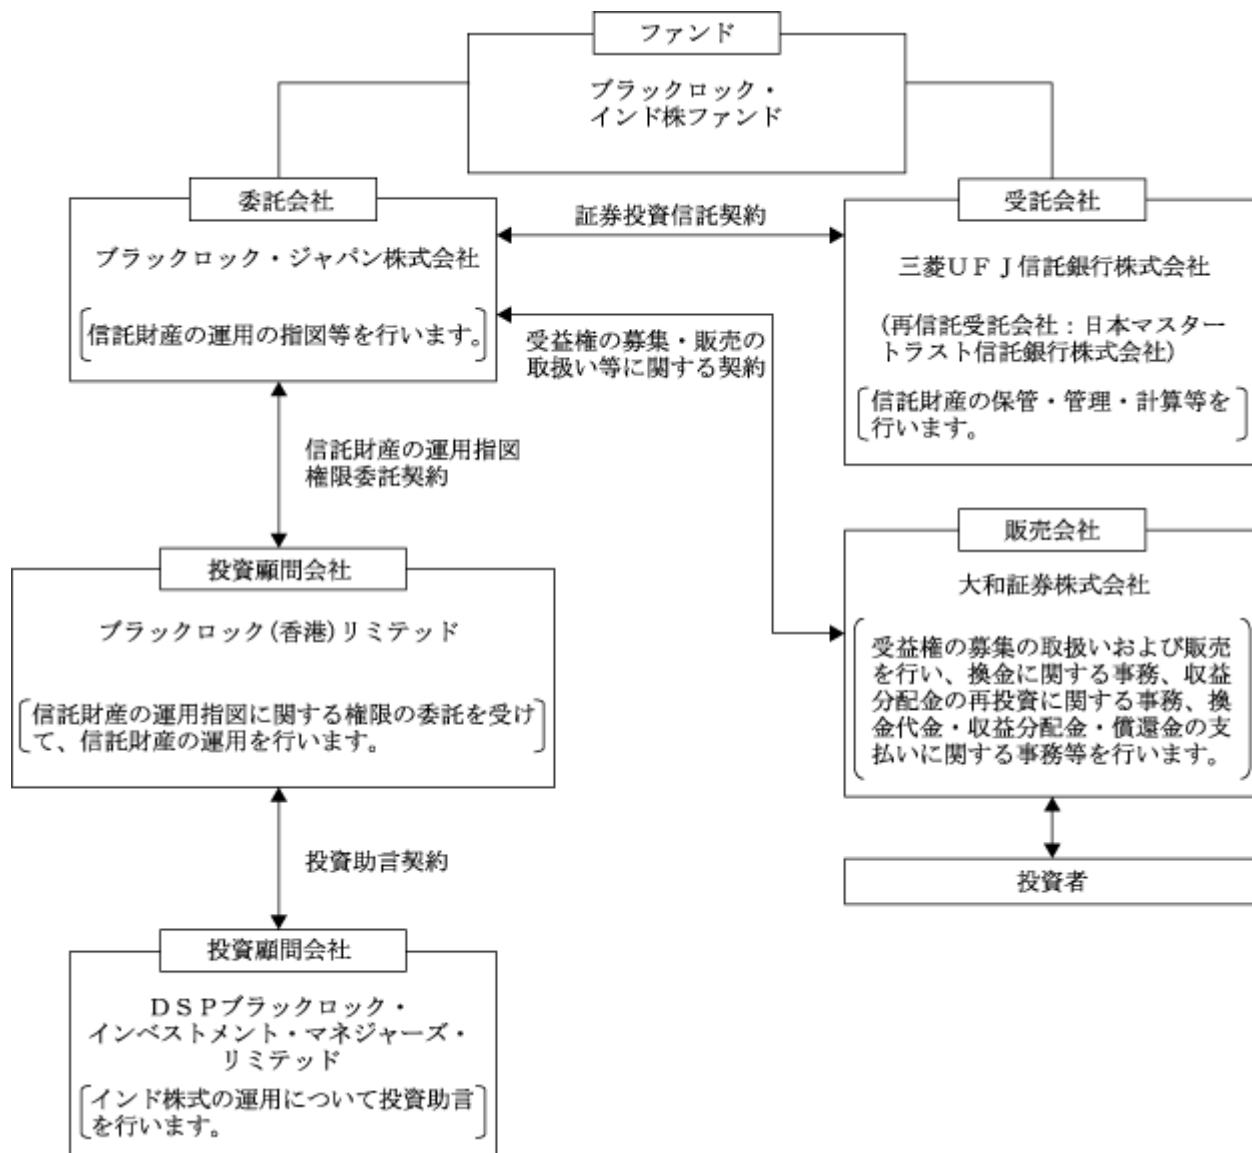 ファンド
ブラックロック・
インド株ファンド
委託会社
ブラックロック・ジャパン株式会社
信託財産の運用の指図等を行います。
証券投資信託契約
受益権の募集・販売の
取扱い等に関する契約
受託会社
三菱ＵＦＪ信託銀行株式会社
（再信託受託会社：日本マスター
トラスト信託銀行株式会社）
信託財産の保管・管理・計算等を
行います。
信託財産の運用指図
権限委託契約
投資顧問会社
ブラックロック(香港)リミテッド
信託財産の運用指図に関する権限の委託を受け
て、信託財産の運用を行います。
販売会社
大和証券株式会社
受益権の募集の取扱いおよび販売
を行い、換金に関する事務、収益
分配金の再投資に関する事務、換
金代金・収益分配金・償還金の支
払いに関する事務等を行います。
投資者
投資助言契約
投資顧問会社
ＤＳＰブラックロック・
インベストメント・マネジャーズ・
リミテッド
インド株式の運用について投資助言
を行います。